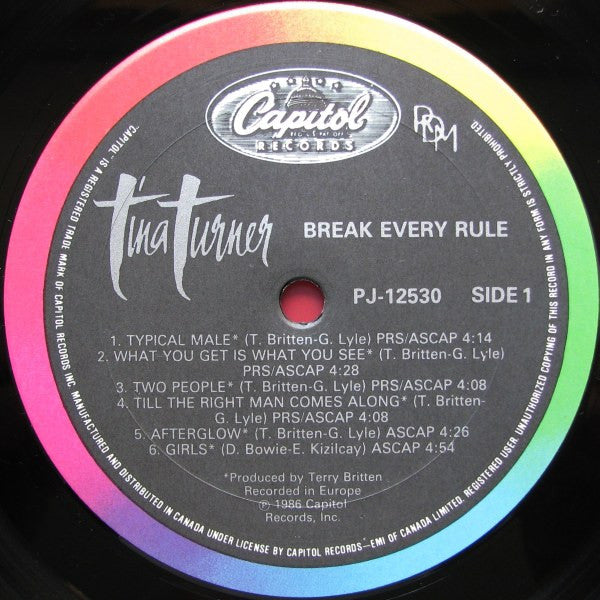 Capitol
REG. U.S. PAT. OFF.
RECORDS
PRDM
Tina Turner
BREAK EVERY RULE
PJ-12530 SIDE 1
1. TYPICAL MALE* (T. Britten-G. Lyle) PRS/ASCAP 4:14
2. WHAT YOU GET IS WHAT YOU SEE* (T. Britten-G. Lyle)
PRS/ASCAP 4:28
3. TWO PEOPLE* (T. Britten-G. Lyle) PRS/ASCAP 4:08
4. TILL THE RIGHT MAN COMES ALONG* (T. Britten-
G. Lyle) PRS/ASCAP 4:08
5. AFTERGLOW* (T. Britten-G. Lyle) ASCAP 4:26
6. GIRLS* (D. Bowie-E. Kizilcay) ASCAP 4:54
*Produced by Terry Britten
Recorded in Europe
℗ 1986 Capitol
Records, Inc.
"CAPITOL" IS A REGISTERED TRADE MARK OF CAPITOL RECORDS INC. MANUFACTURED AND DISTRIBUTED IN CANADA UNDER LICENSE BY CAPITOL RECORDS–EMI OF CANADA LIMITED. REGISTERED USER. UNAUTHORIZED COPYING OF THIS RECORD IN ANY FORM IS STRICTLY PROHIBITED.